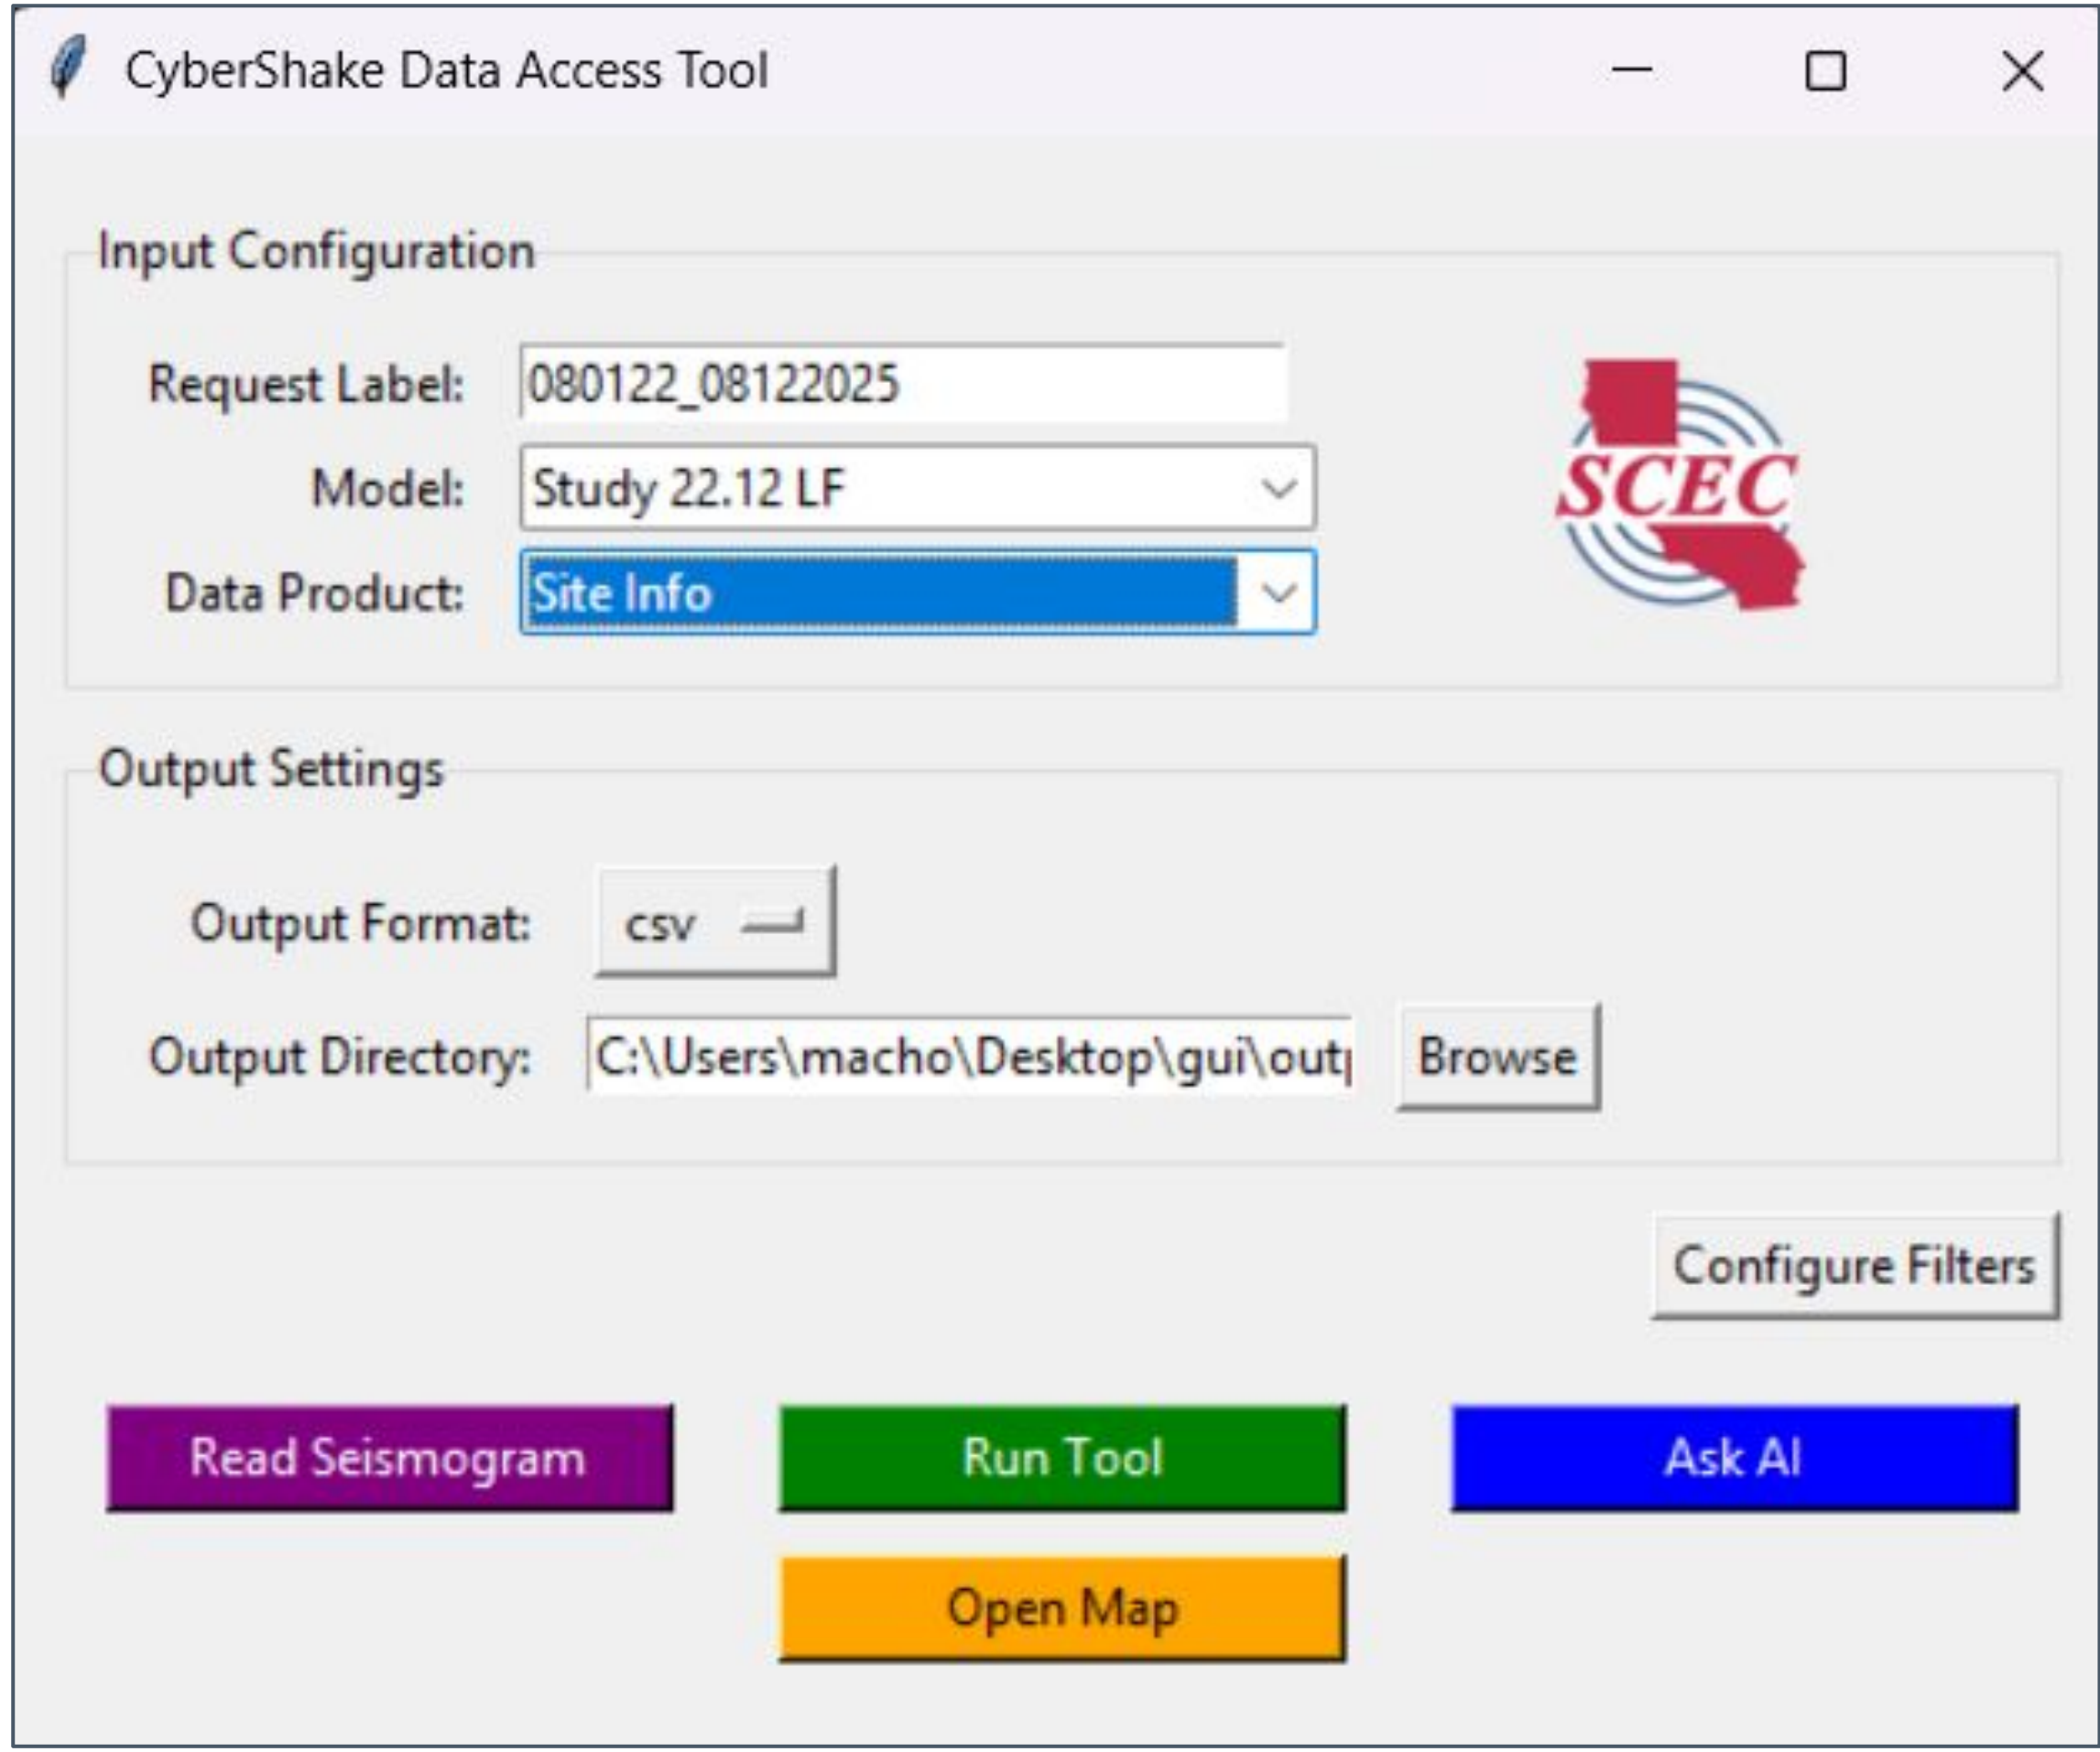 CyberShake Data Access Tool
Input Configuration
Request Label: 080122_08122025
Model: Study 22.12 LF
Data Product: Site Info
SCEC
Output Settings
Output Format: csv
Output Directory: C:\Users\macho\Desktop\gui\outp Browse
Configure Filters
Read Seismogram Run Tool Ask AI
Open Map